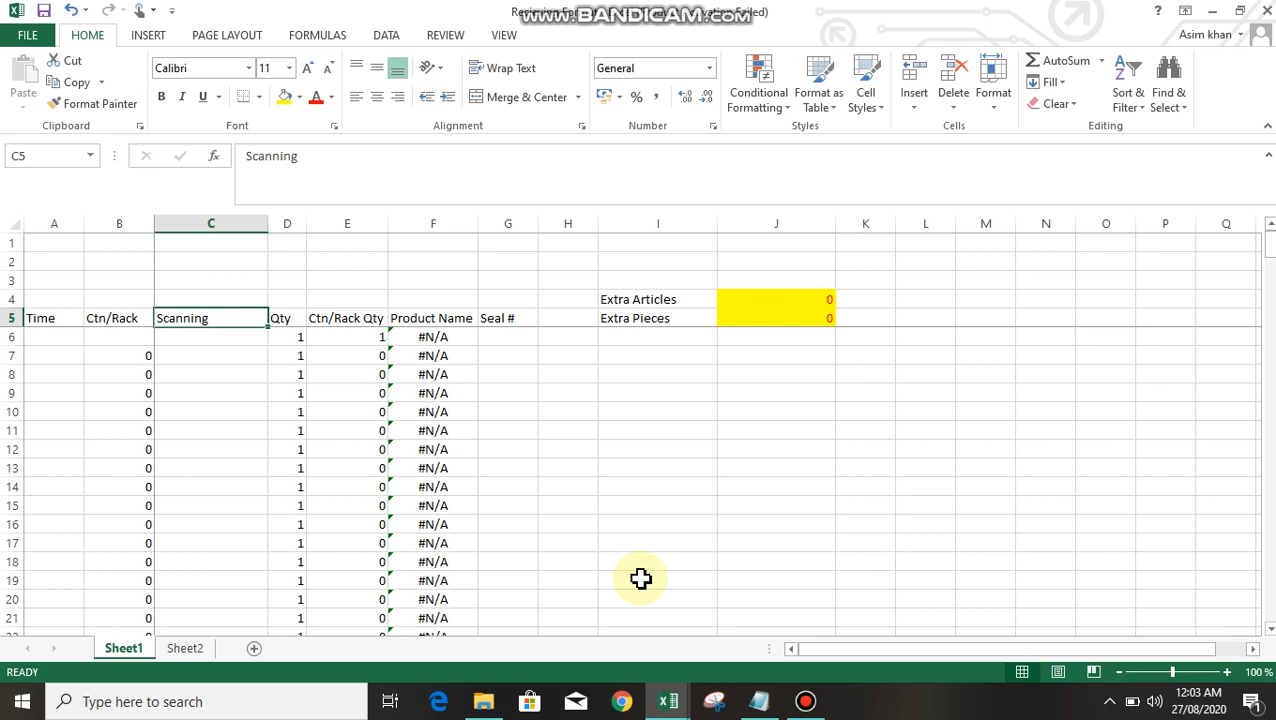 www.BANDICAM.com
Asim khan
FILE HOME INSERT PAGE LAYOUT FORMULAS DATA REVIEW VIEW
Paste Cut Copy Format Painter
Calibri 11
B I U A
Wrap Text
Merge & Center
General
Conditional Formatting Format as Table Cell Styles
Insert Delete Format
AutoSum Fill Clear
Sort & Filter Find & Select
Clipboard Font Alignment Number Styles Cells Editing
C5 fx Scanning
A B C D E F G H I J K L M N O P Q
1
2
3
4 Extra Articles 0
5 Time Ctn/Rack Scanning Qty Ctn/Rack Qty Product Name Seal # Extra Pieces 0
6 1 1 #N/A
7 0 1 0 #N/A
8 0 1 0 #N/A
9 0 1 0 #N/A
10 0 1 0 #N/A
11 0 1 0 #N/A
12 0 1 0 #N/A
13 0 1 0 #N/A
14 0 1 0 #N/A
15 0 1 0 #N/A
16 0 1 0 #N/A
17 0 1 0 #N/A
18 0 1 0 #N/A
19 0 1 0 #N/A
20 0 1 0 #N/A
21 0 1 0 #N/A
Sheet1 Sheet2
READY 100 %
Type here to search
12:03 AM
27/08/2020